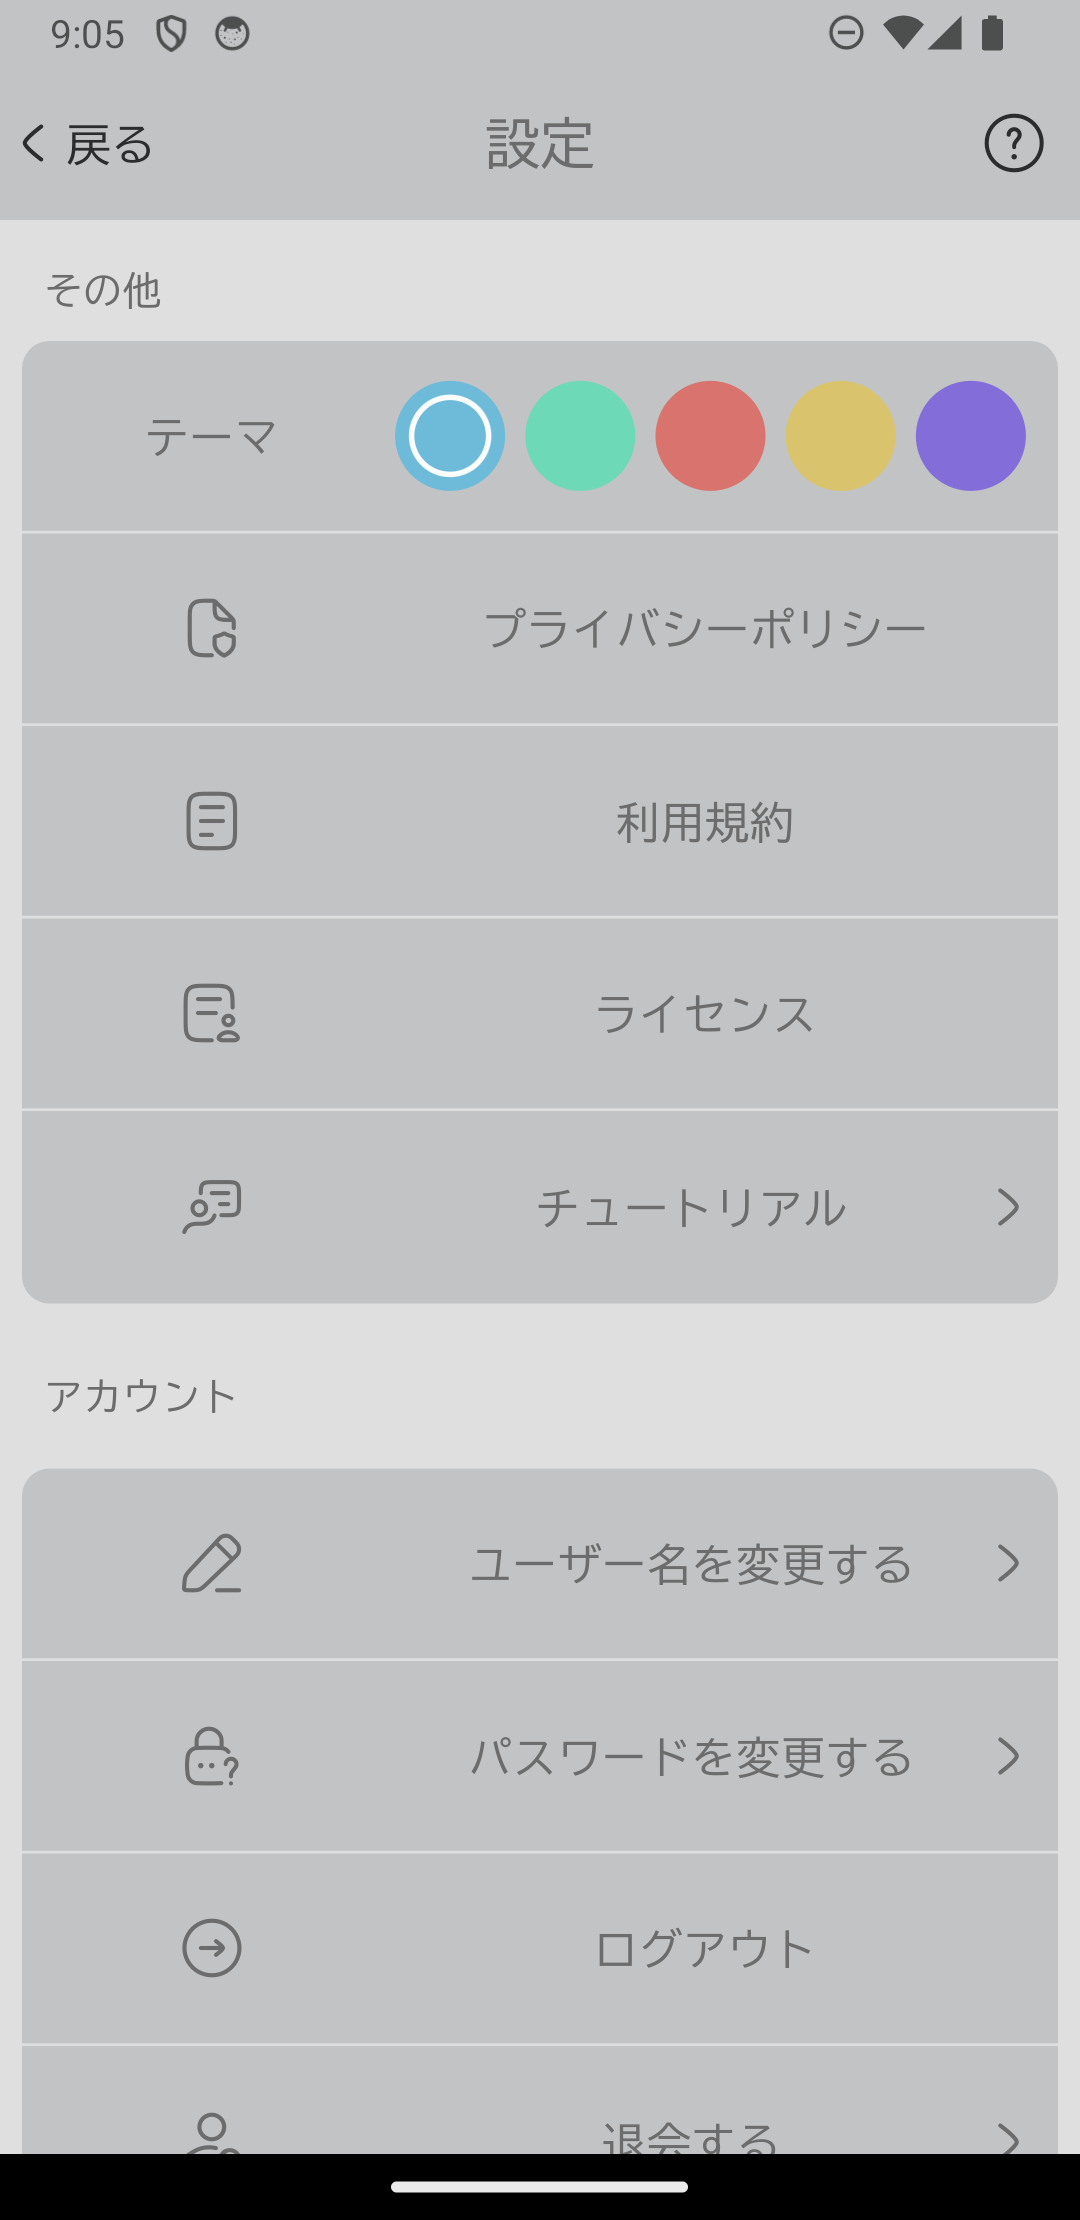 9:05
戻る
設定
その他
テーマ
プライバシーポリシー
利用規約
ライセンス
チュートリアル
アカウント
ユーザー名を変更する
パスワードを変更する
ログアウト
退会する